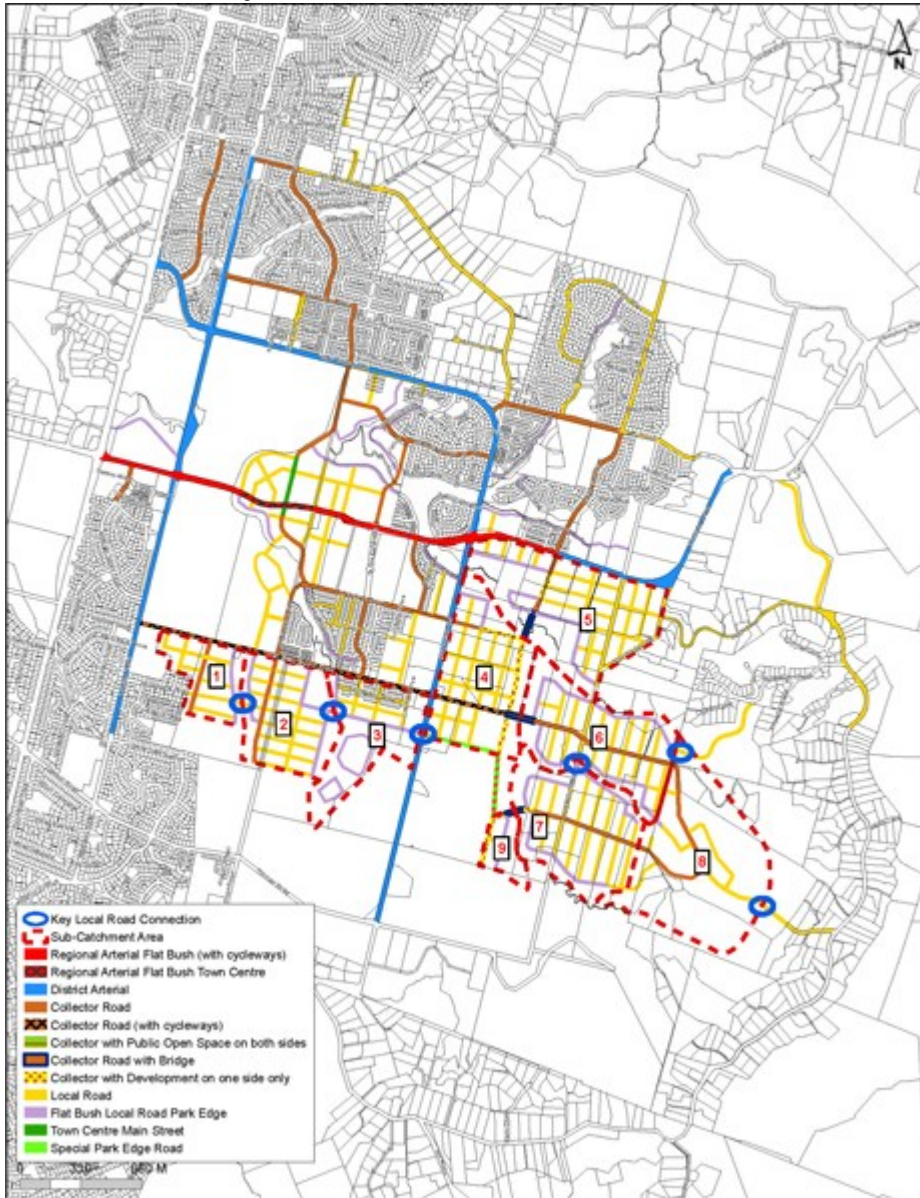 N
5
4
1
2
3
6
7
9
8
Key Local Road Connection
Sub-Catchment Area
Regional Arterial Flat Bush (with cycleways)
Regional Arterial Flat Bush Town Centre
District Arterial
Collector Road
Collector Road (with cycleways)
Collector with Public Open Space on both sides
Collector Road with Bridge
Collector with Development on one side only
Local Road
Flat Bush Local Road Park Edge
Town Centre Main Street
Special Park Edge Road
0
M